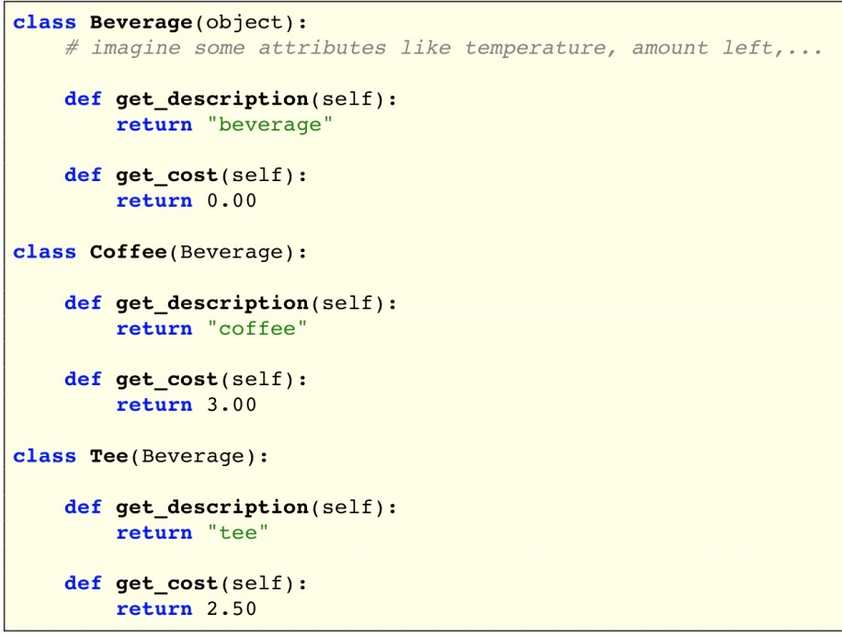 class Beverage(object):
    # imagine some attributes like temperature, amount left,...

    def get_description(self):
        return "beverage"

    def get_cost(self):
        return 0.00

class Coffee(Beverage):

    def get_description(self):
        return "coffee"

    def get_cost(self):
        return 3.00

class Tee(Beverage):

    def get_description(self):
        return "tee"

    def get_cost(self):
        return 2.50